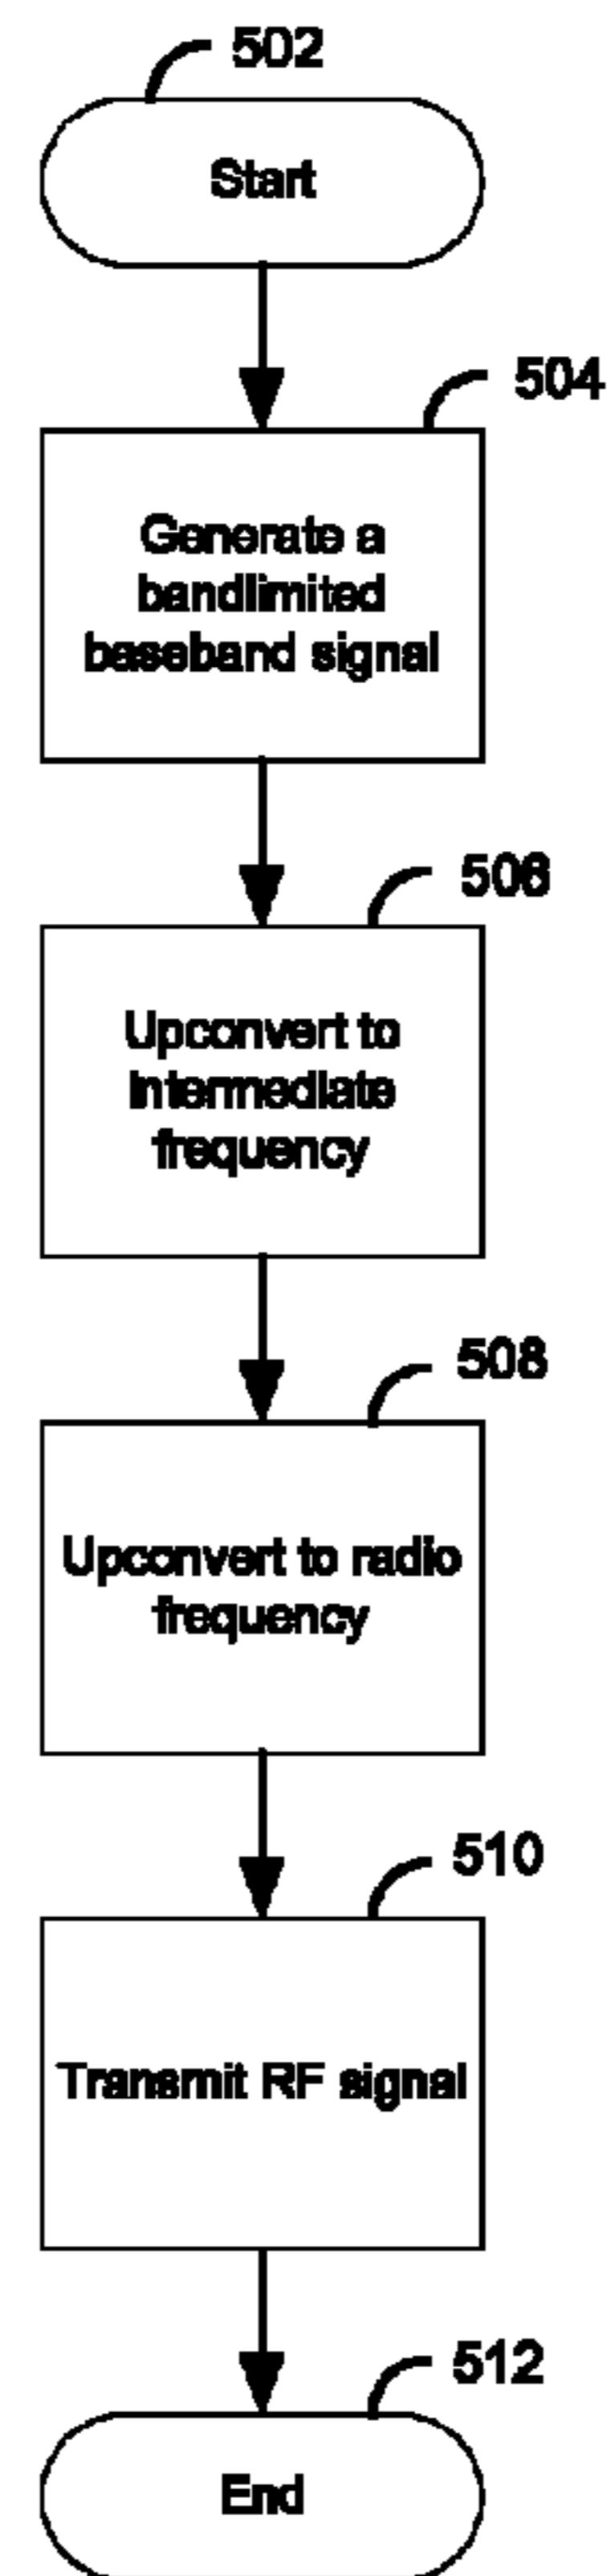 502
Start
504
Generate a
bandlimited
baseband signal
506
Upconvert to
intermediate
frequency
508
Upconvert to radio
frequency
510
Transmit RF signal
512
End